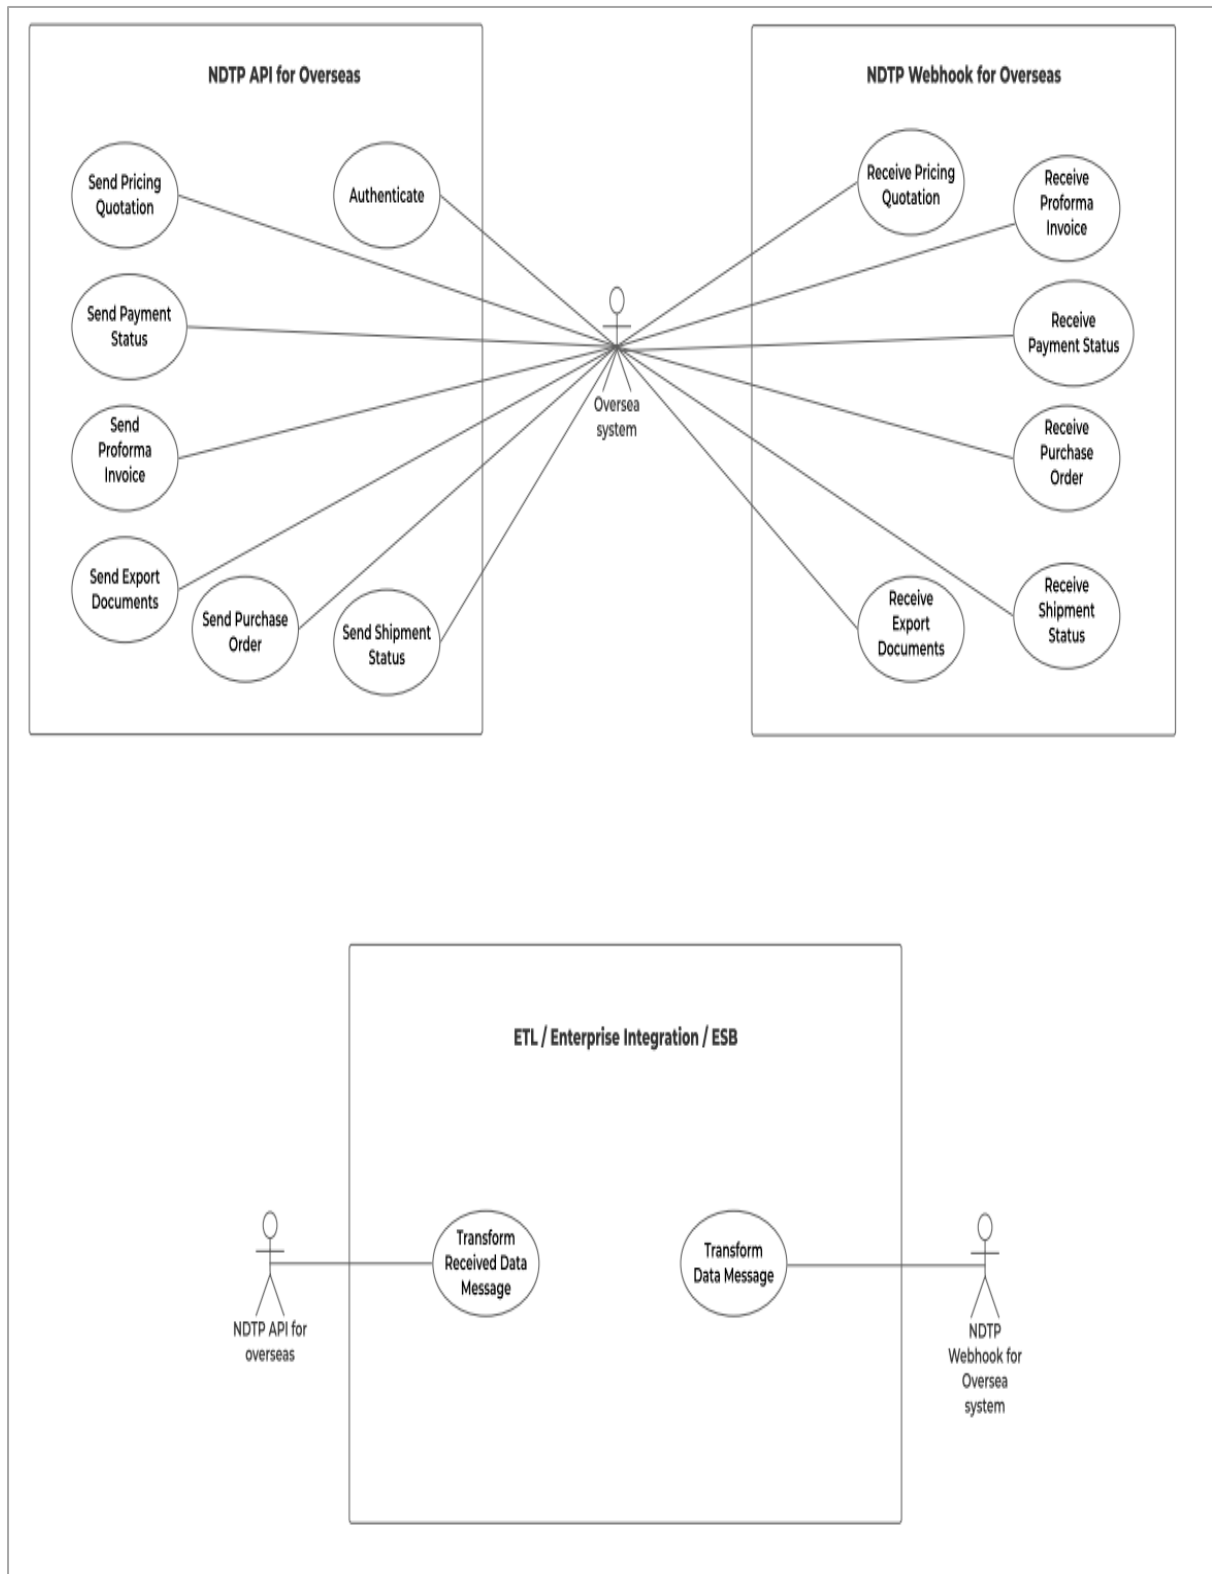 NDTP API for Overseas
Send Pricing
Quotation
Authenticate
Send Payment
Status
Send
Proforma
Invoice
Send Export
Documents
Send Purchase
Order
Send Shipment
Status
Oversea
system
NDTP Webhook for Overseas
Receive Pricing
Quotation
Receive
Proforma
Invoice
Receive
Payment Status
Receive
Purchase
Order
Receive
Export
Documents
Receive
Shipment
Status
ETL / Enterprise Integration / ESB
NDTP API for
overseas
Transform
Received Data
Message
Transform
Data Message
NDTP
Webhook for
Oversea
system